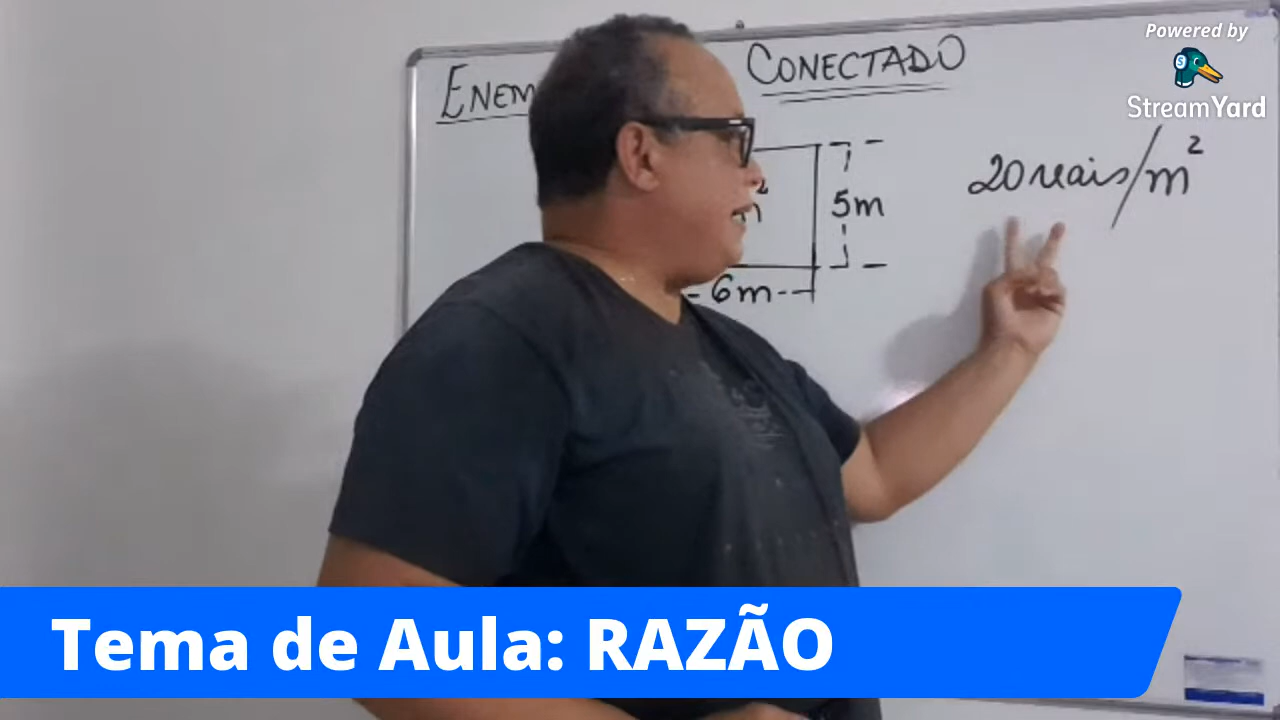 Powered by
StreamYard
ENEM CONECTADO
20 reais/m²
5m
6m
Tema de Aula: RAZÃO